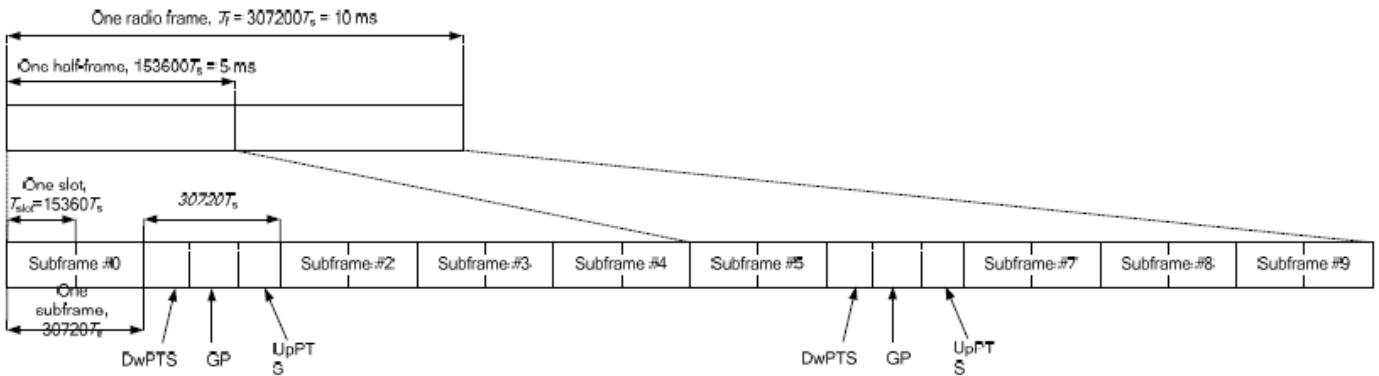 One radio frame, Tf = 307200Ts = 10 ms
One half-frame, 153600Ts = 5 ms
One slot,
Tslot=15360Ts
30720Ts
Subframe #0
Subframe #2
Subframe #3
Subframe #4
Subframe #5
Subframe #7
Subframe #8
Subframe #9
One
subframe,
30720Ts
DwPTS
GP
UpPT
S
DwPTS
GP
UpPT
S